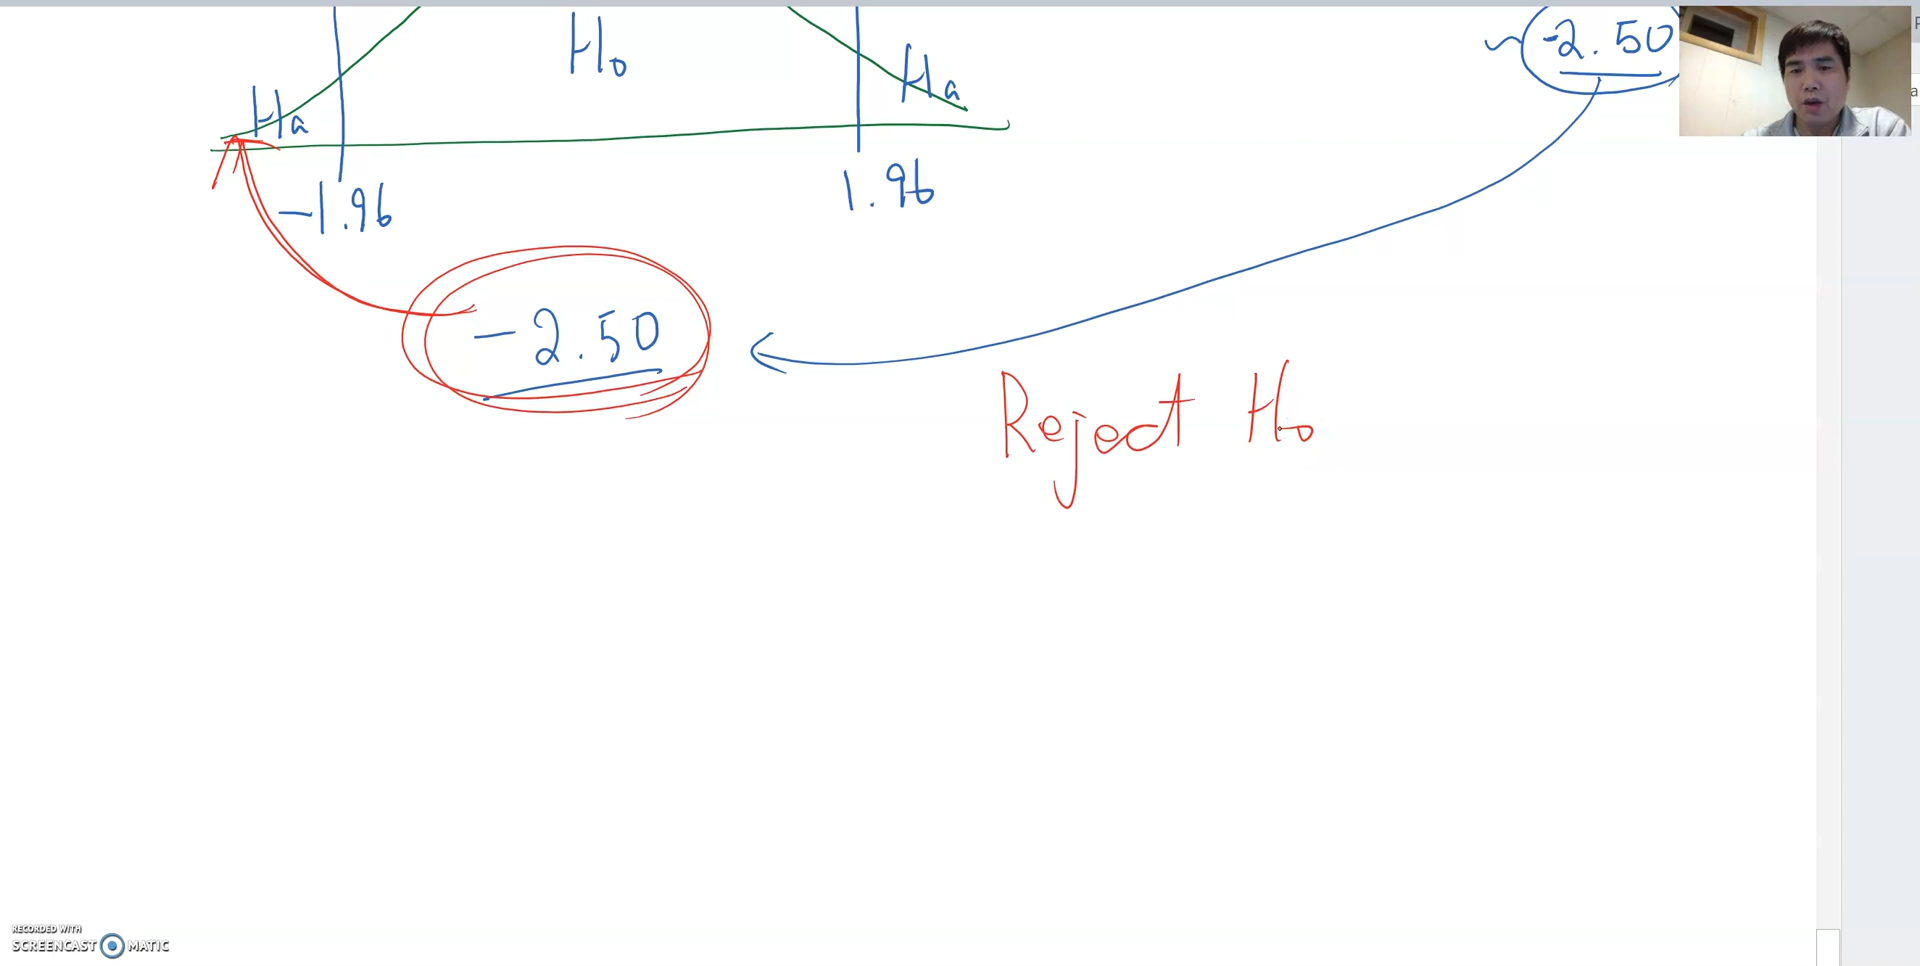 H₀
-2.50
Ha
Ha
-1.96
1.96
-2.50
Reject H₀
RECORDED WITH
SCREENCAST MATIC